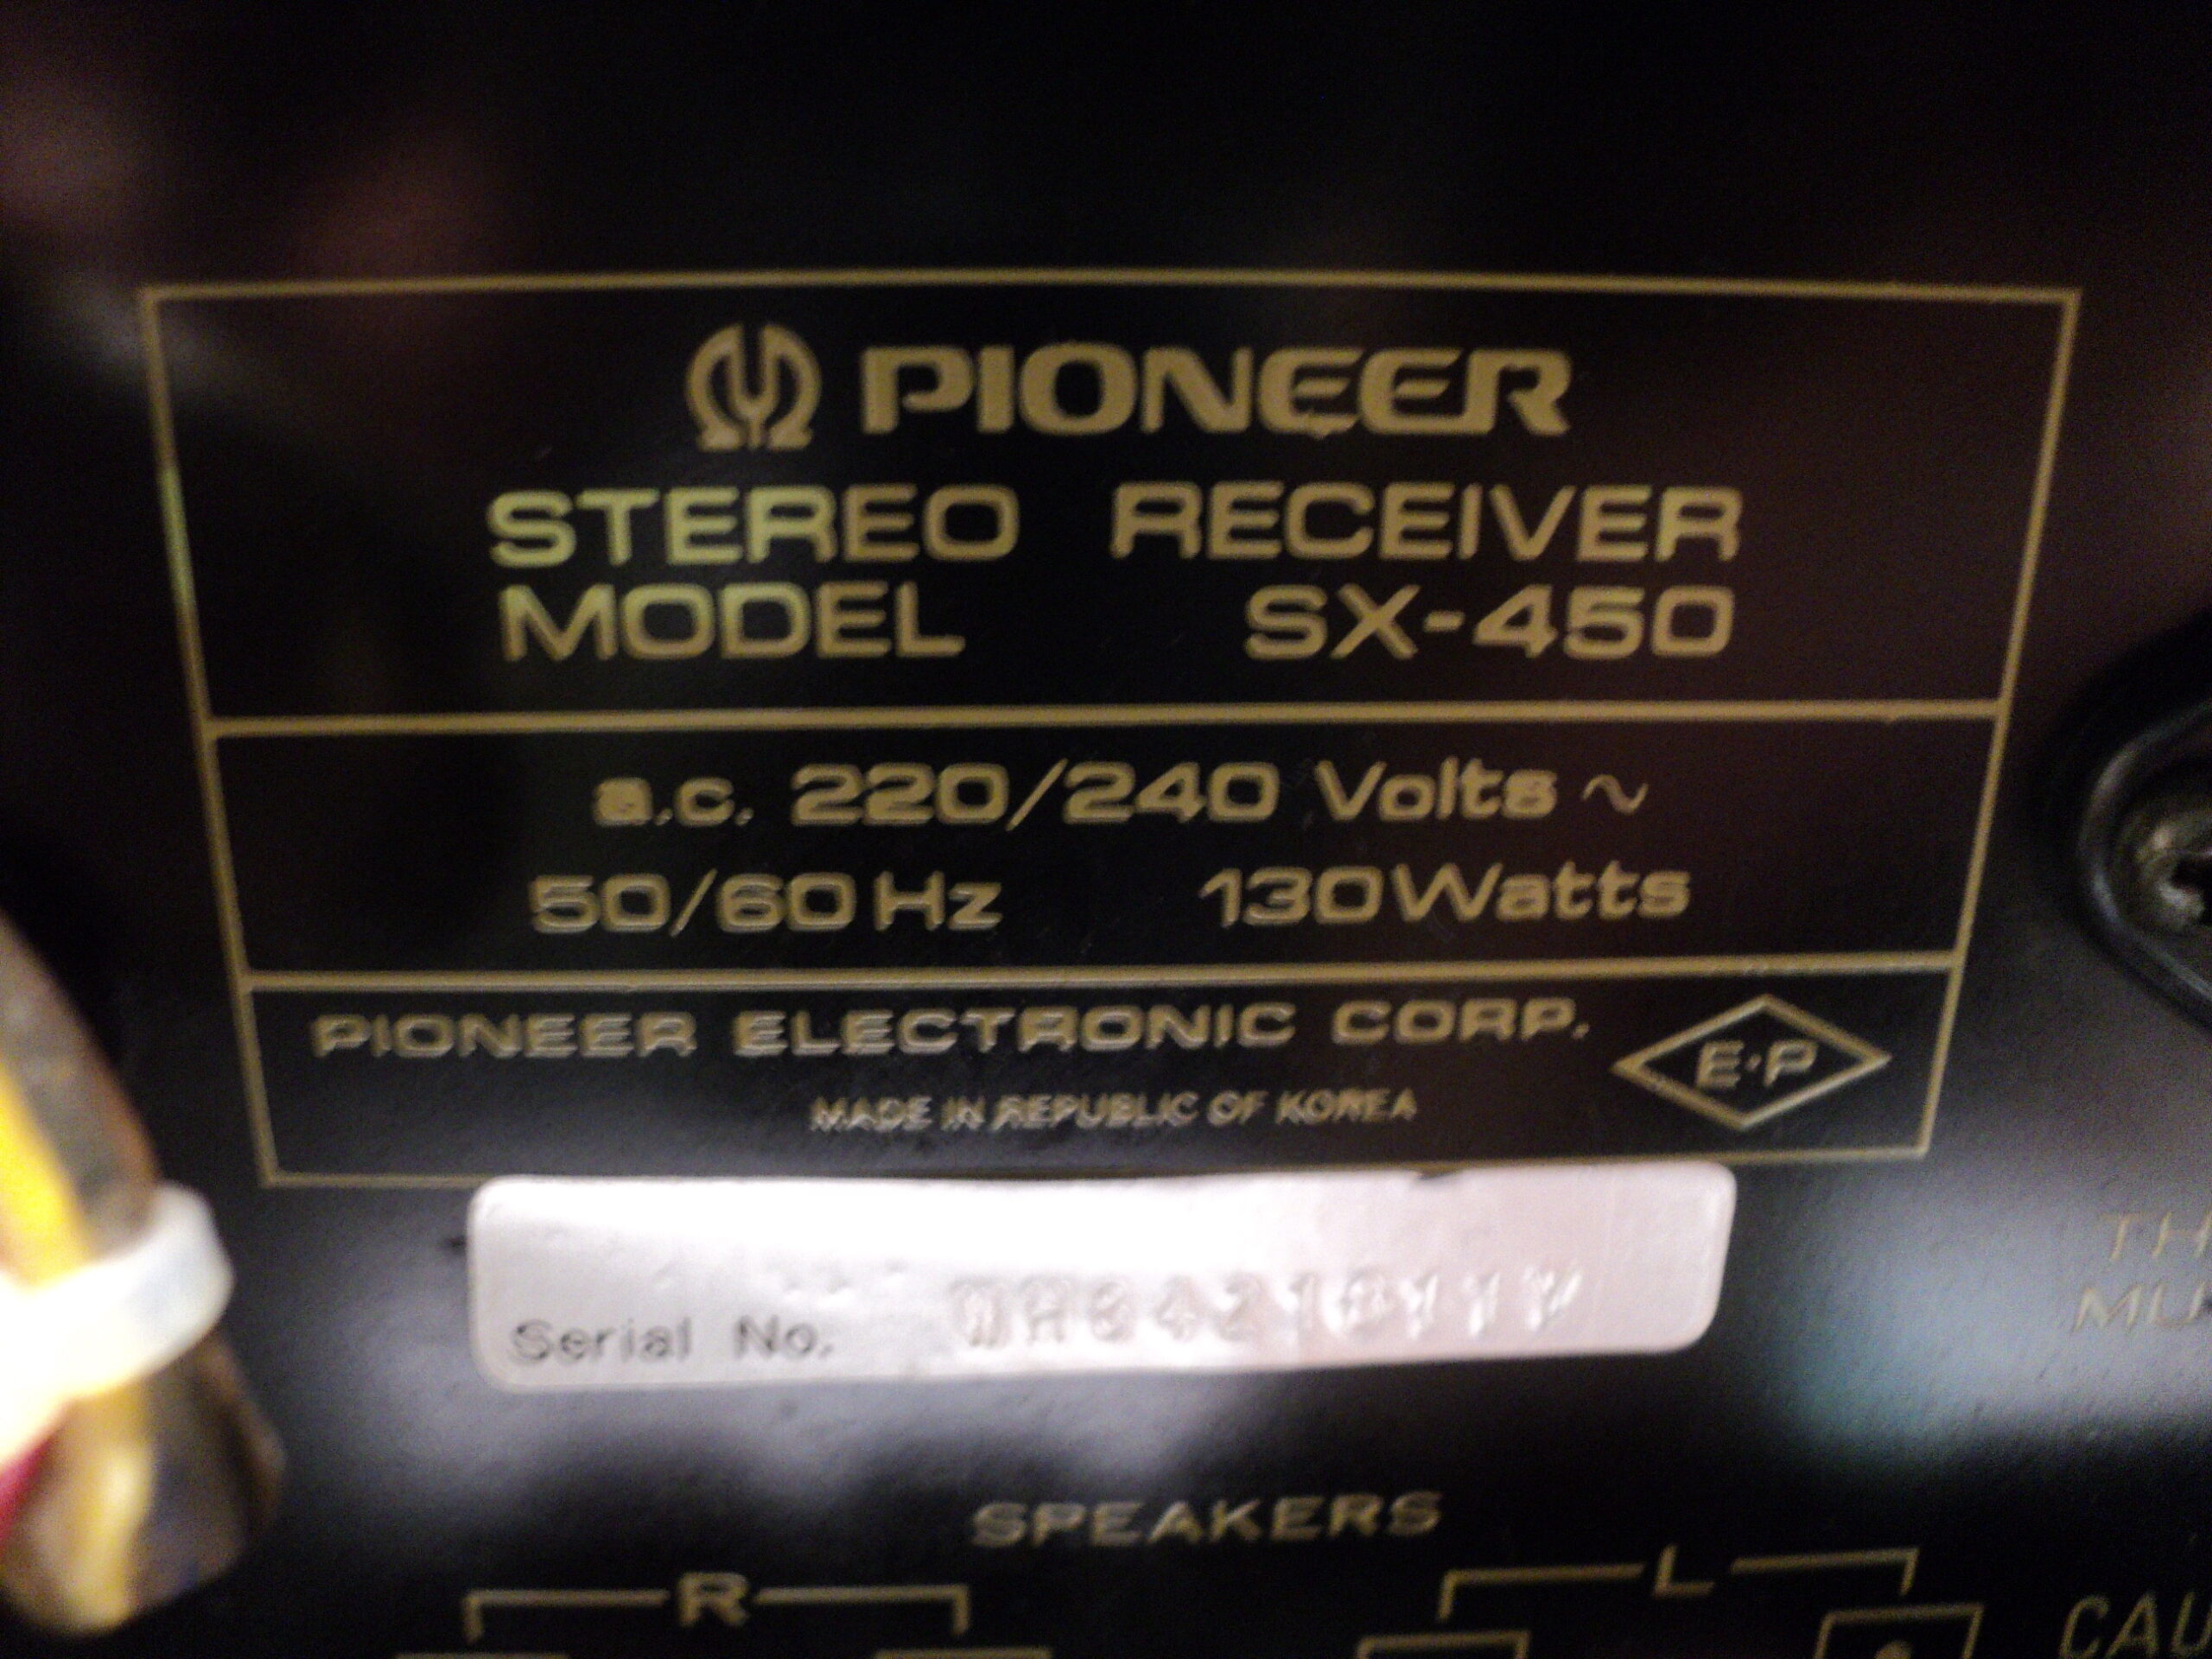 PIONEER
STEREO RECEIVER
MODEL SX-450
a.c. 220/240 Volts ~
50/60 Hz 130 Watts
PIONEER ELECTRONIC CORP.
E·P
MADE IN REPUBLIC OF KOREA
Serial No.
SPEAKERS
R L